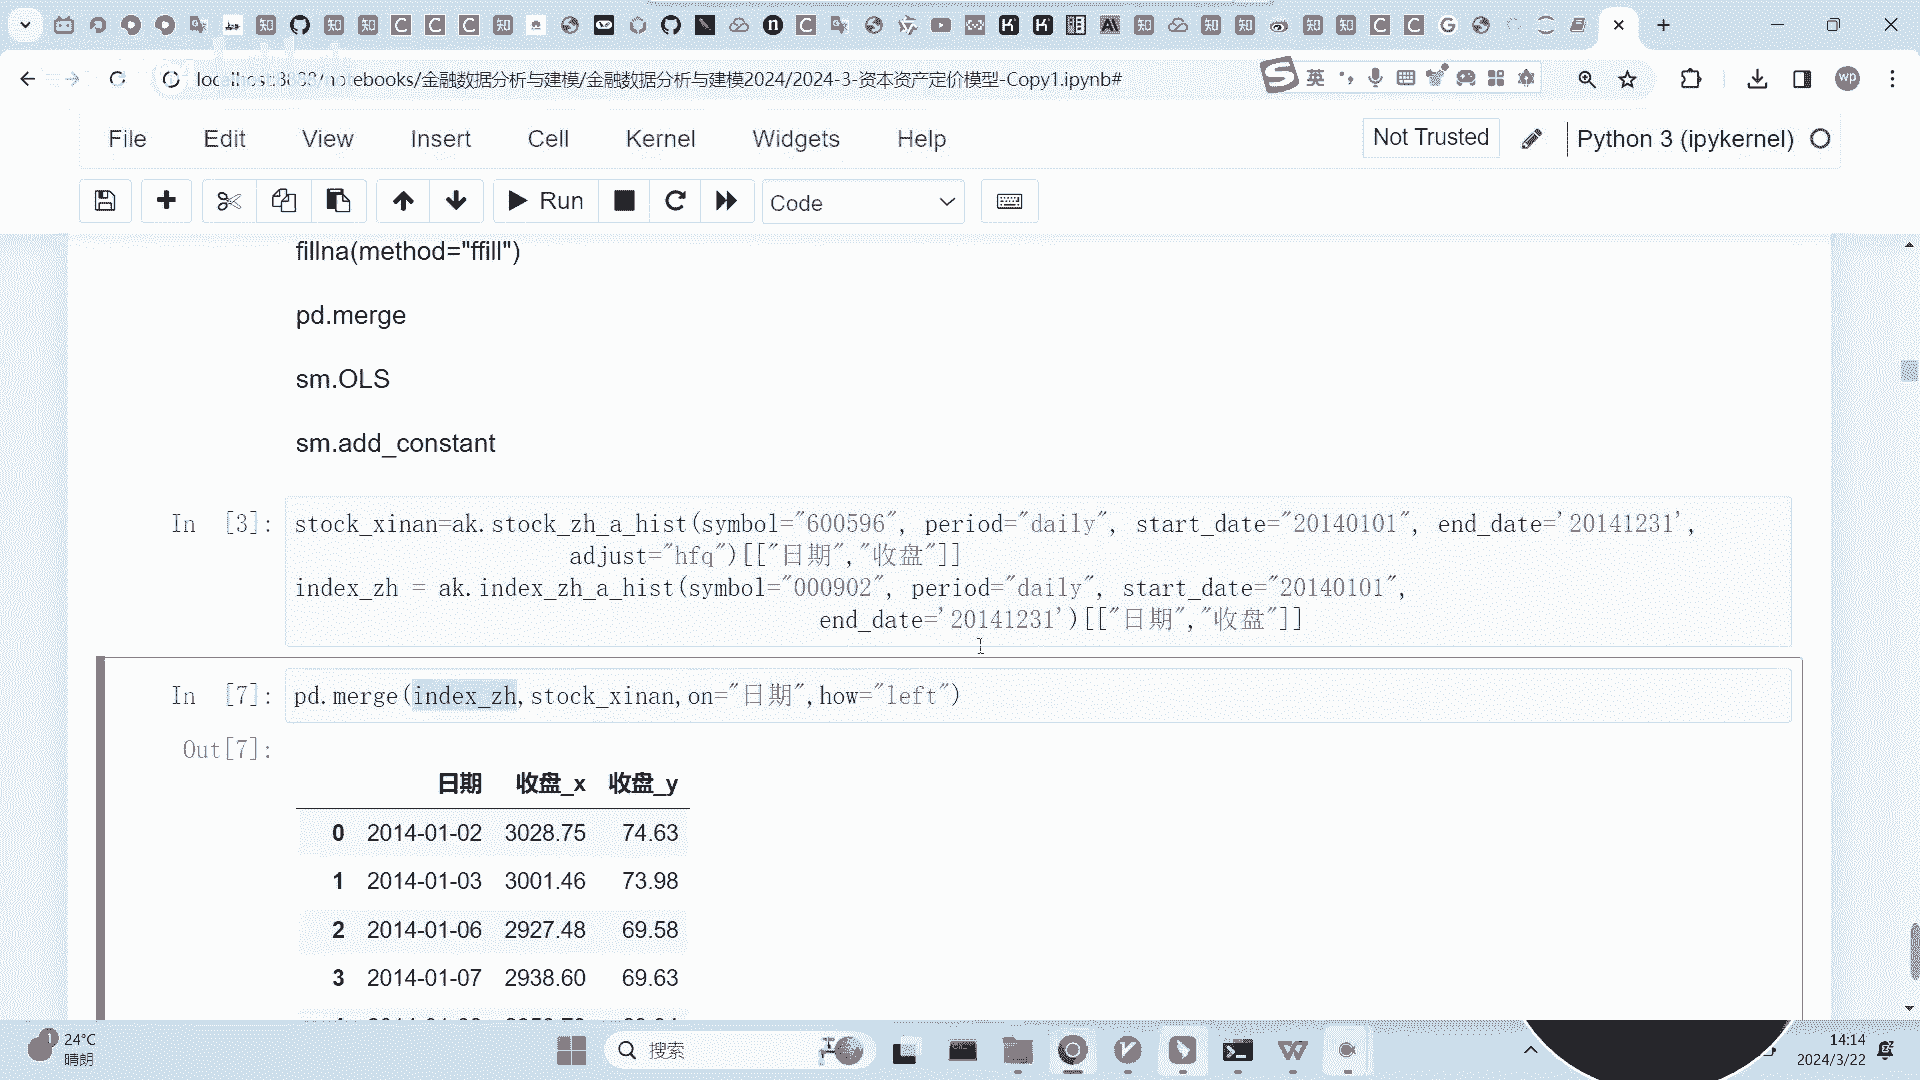 localhost:8888/notebooks/金融数据分析与建模/金融数据分析与建模2024/2024-3-资本资产定价模型-Copy1.ipynb#
英
wp
File Edit View Insert Cell Kernel Widgets Help
Not Trusted
Python 3 (ipykernel)
Run
Code
fillna(method="ffill")
pd.merge
sm.OLS
sm.add_constant
In [3]: stock_xinan=ak.stock_zh_a_hist(symbol="600596", period="daily", start_date="20140101", end_date='20141231',
adjust="hfq")[["日期","收盘"]]
index_zh = ak.index_zh_a_hist(symbol="000902", period="daily", start_date="20140101",
end_date='20141231')[["日期","收盘"]]
In [7]: pd.merge(index_zh,stock_xinan,on="日期",how="left")
Out[7]:
日期 收盘_x 收盘_y
0 2014-01-02 3028.75 74.63
1 2014-01-03 3001.46 73.98
2 2014-01-06 2927.48 69.58
3 2014-01-07 2938.60 69.63
24°C
晴朗
搜索
14:14
2024/3/22